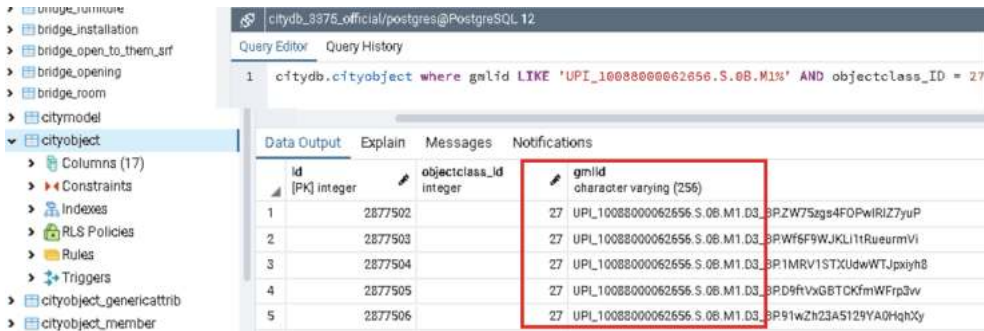 bridge_furniture
bridge_installation
bridge_open_to_them_srf
bridge_opening
bridge_room
citymodel
cityobject
Columns (17)
Constraints
Indexes
RLS Policies
Rules
Triggers
cityobject_genericattrib
cityobject_member
citydb_3375_official/postgres@PostgreSQL 12
Query Editor Query History
1 citydb.cityobject where gmlid LIKE 'UPI_10088000062656.S.0B.M1%' AND objectclass_ID = 27
Data Output Explain Messages Notifications
id [PK] integer objectclass_id integer gmlid character varying (256)
1 2877502 27 UPI_10088000062656.S.0B.M1.D3_BP.ZW75zgs4FOPwIRIZ7yuP
2 2877503 27 UPI_10088000062656.S.0B.M1.D3_BP.Wf6F9WJKLi1tRueurmVi
3 2877504 27 UPI_10088000062656.S.0B.M1.D3_BP.1MRV1STXUdwWTJpxiyh8
4 2877505 27 UPI_10088000062656.S.0B.M1.D3_BP.D9ftVxGBTCKfmWFrp3vv
5 2877506 27 UPI_10088000062656.S.0B.M1.D3_BP.91wZh23AS129YA0HqhXy